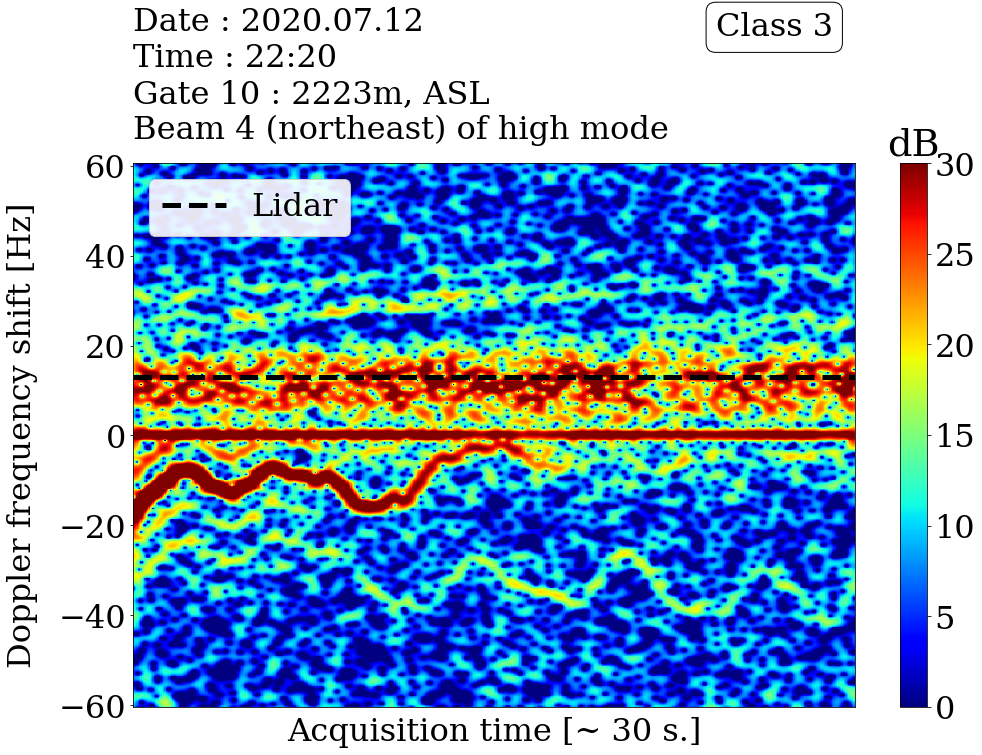 Date : 2020.07.12
Time : 22:20
Gate 10 : 2223m, ASL
Beam 4 (northeast) of high mode
Class 3
dB
Lidar
Doppler frequency shift [Hz]
60
40
20
0
−20
−40
−60
30
25
20
15
10
5
0
Acquisition time [~ 30 s.]